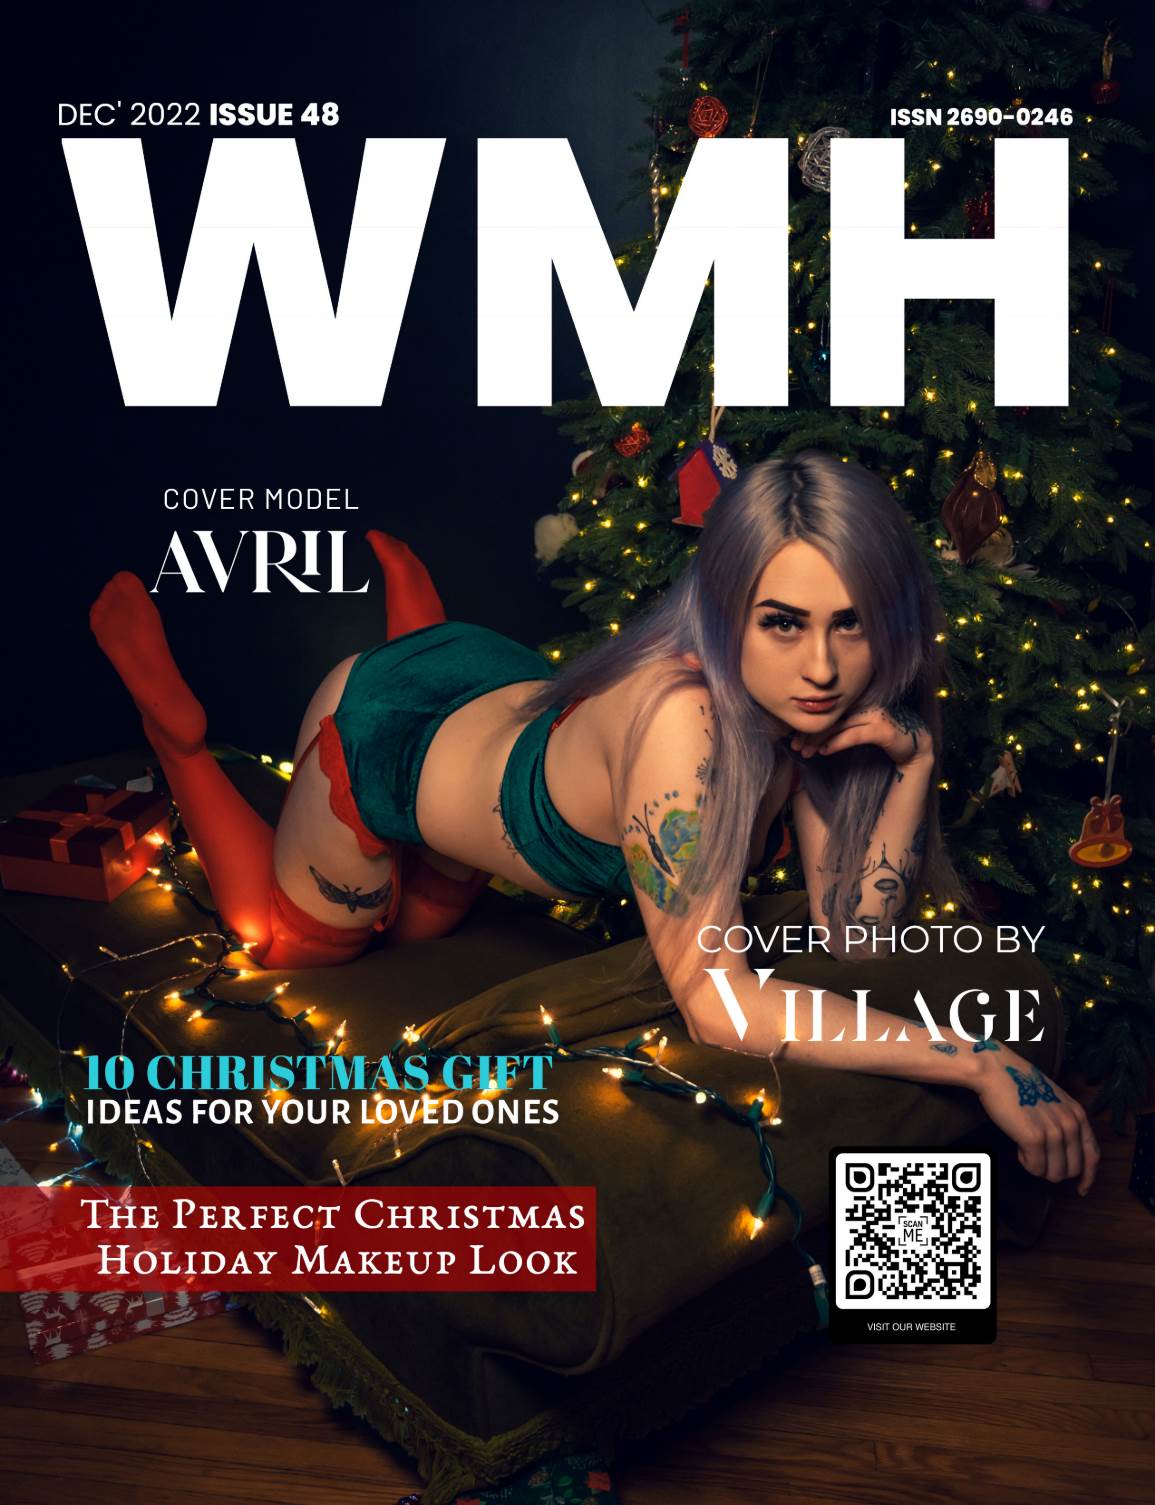 DEC' 2022 ISSUE 48
ISSN 2690-0246
WMH
COVER MODEL
AVRIL
COVER PHOTO BY
VILLAGE
10 CHRISTMAS GIFT
IDEAS FOR YOUR LOVED ONES
THE PERFECT CHRISTMAS
HOLIDAY MAKEUP LOOK
SCAN
ME
VISIT OUR WEBSITE